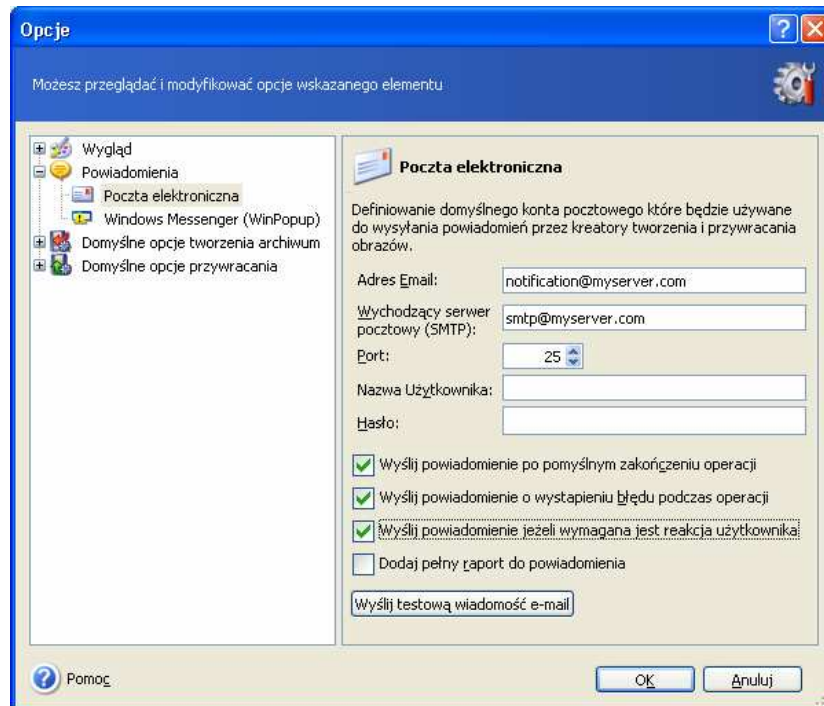 Opcje
Możesz przeglądać i modyfikować opcje wskazanego elementu
Wygląd
Powiadomienia
Poczta elektroniczna
Windows Messenger (WinPopup)
Domyślne opcje tworzenia archiwum
Domyślne opcje przywracania
Poczta elektroniczna
Definiowanie domyślnego konta pocztowego które będzie używane
do wysyłania powiadomień przez kreatory tworzenia i przywracania
obrazów.
Adres Email: notification@myserver.com
Wychodzący serwer
pocztowy (SMTP): smtp@myserver.com
Port: 25
Nazwa Użytkownika:
Hasło:
Wyślij powiadomienie po pomyślnym zakończeniu operacji
Wyślij powiadomienie o wystapieniu błędu podczas operacji
Wyślij powiadomienie jeżeli wymagana jest reakcja użytkownika
Dodaj pełny raport do powiadomienia
Wyślij testową wiadomość e-mail
Pomoc
OK
Anuluj